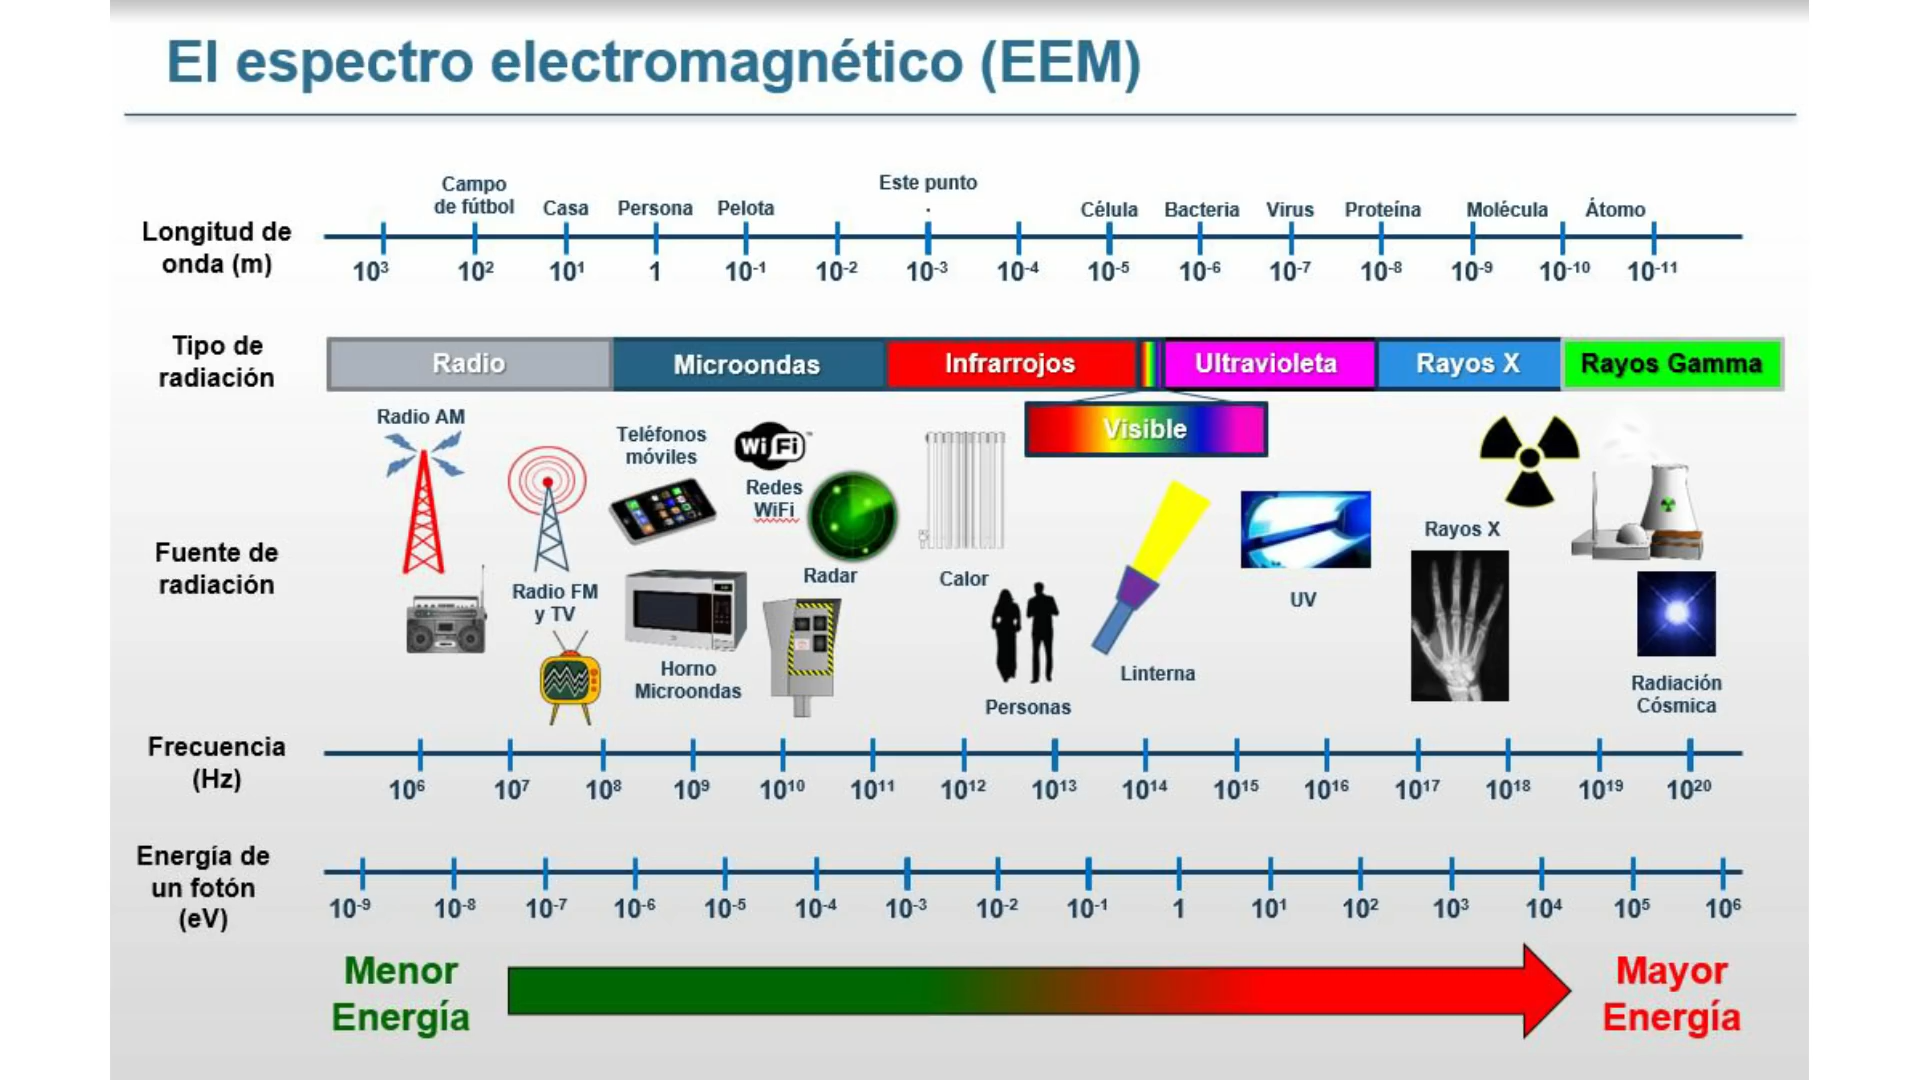 El espectro electromagnético (EEM)
Campo
de fútbol
Casa
Persona
Pelota
Este punto
.
Célula
Bacteria
Virus
Proteína
Molécula
Átomo
Longitud de
onda (m)
10³ 10² 10¹ 1 10⁻¹ 10⁻² 10⁻³ 10⁻⁴ 10⁻⁵ 10⁻⁶ 10⁻⁷ 10⁻⁸ 10⁻⁹ 10⁻¹⁰ 10⁻¹¹
Tipo de
radiación
Radio
Microondas
Infrarrojos
Ultravioleta
Rayos X
Rayos Gamma
Visible
Fuente de
radiación
Radio AM
Radio FM
y TV
Teléfonos
móviles
WiFi™
Redes
WiFi
Radar
Horno
Microondas
Calor
Personas
Linterna
UV
Rayos X
Radiación
Cósmica
Frecuencia
(Hz)
10⁶ 10⁷ 10⁸ 10⁹ 10¹⁰ 10¹¹ 10¹² 10¹³ 10¹⁴ 10¹⁵ 10¹⁶ 10¹⁷ 10¹⁸ 10¹⁹ 10²⁰
Energía de
un fotón
(eV)
10⁻⁹ 10⁻⁸ 10⁻⁷ 10⁻⁶ 10⁻⁵ 10⁻⁴ 10⁻³ 10⁻² 10⁻¹ 1 10¹ 10² 10³ 10⁴ 10⁵ 10⁶
Menor
Energía
Mayor
Energía